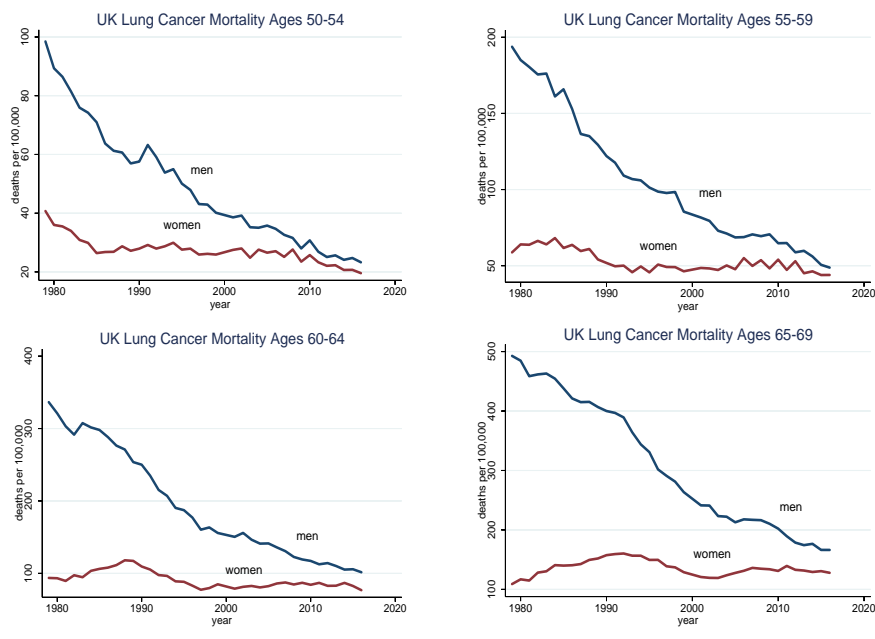 UK Lung Cancer Mortality Ages 50-54
deaths per 100,000
100
80
60
40
20
men
women
1980 1990 2000 2010 2020
year
UK Lung Cancer Mortality Ages 55-59
deaths per 100,000
200
150
100
50
men
women
1980 1990 2000 2010 2020
year
UK Lung Cancer Mortality Ages 60-64
deaths per 100,000
400
300
200
100
men
women
1980 1990 2000 2010 2020
year
UK Lung Cancer Mortality Ages 65-69
deaths per 100,000
500
400
300
200
100
men
women
1980 1990 2000 2010 2020
year